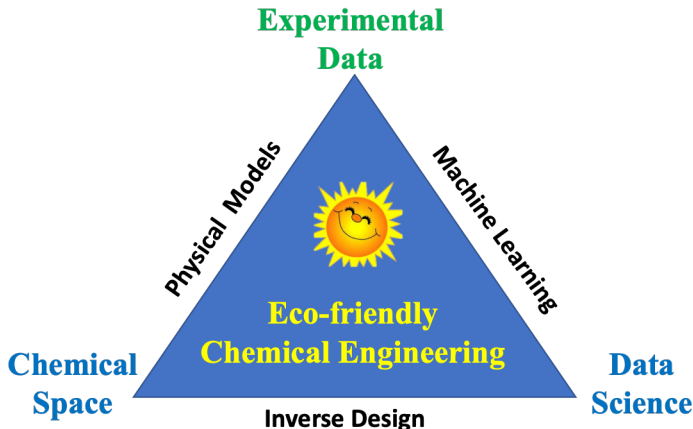 Experimental
Data
Physical Models
Machine Learning
Eco-friendly
Chemical Engineering
Chemical
Space
Data
Science
Inverse Design